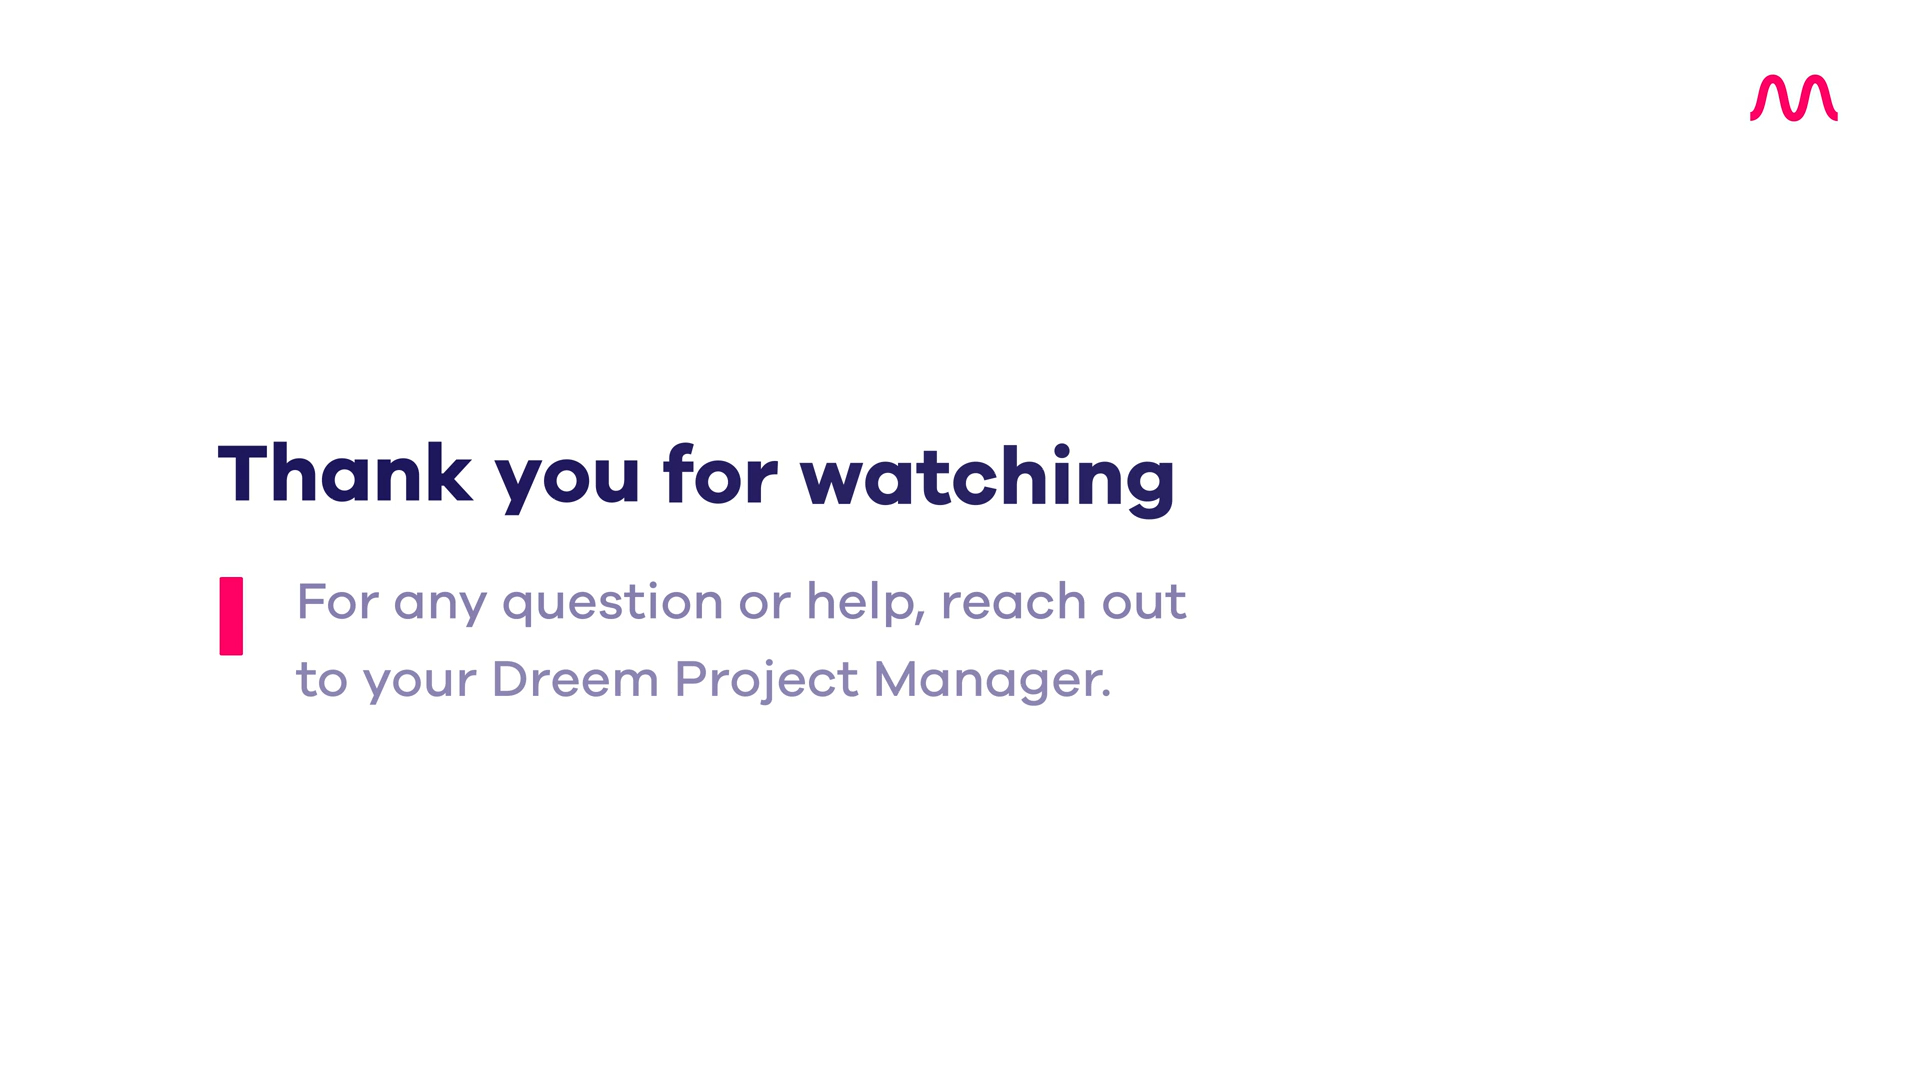 Thank you for watching
For any question or help, reach out
to your Dreem Project Manager.